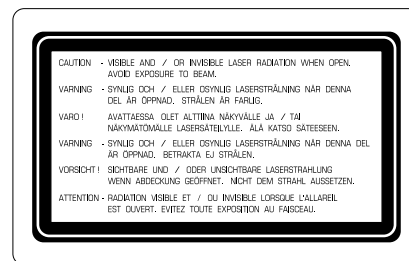 CAUTION - VISIBLE AND / OR INVISIBLE LASER RADIATION WHEN OPEN.
AVOID EXPOSURE TO BEAM.
VARNING - SYNLIG OCH / ELLER OSYNLIG LASERSTRÅLNING NÄR DENNA
DEL ÄR ÖPPNAD. STRÅLEN ÄR FARLIG.
VARO ! AVATTAESSA OLET ALTTIINA NÄKYVÄLLE JA / TAI
NÄKYMÄTÖMÄLLE LASERSÄTEILYLLE. ÄLÄ KATSO SÄTEESEEN.
VARNING - SYNLIG OCH / ELLER OSYNLIG LASERSTRÅLNING NÄR DENNA DEL
ÄR ÖPPNAD. BETRAKTA EJ STRÅLEN.
VORSICHT ! SICHTBARE UND / ODER UNSICHTBARE LASERSTRAHLUNG
WENN ABDECKUNG GEÖFFNET. NICHT DEM STRAHL AUSSETZEN.
ATTENTION - RADIATION VISIBLE ET / OU INVISIBLE LORSQUE L'ALLAREIL
EST OUVERT. EVITEZ TOUTE EXPOSITION AU FAISCEAU.